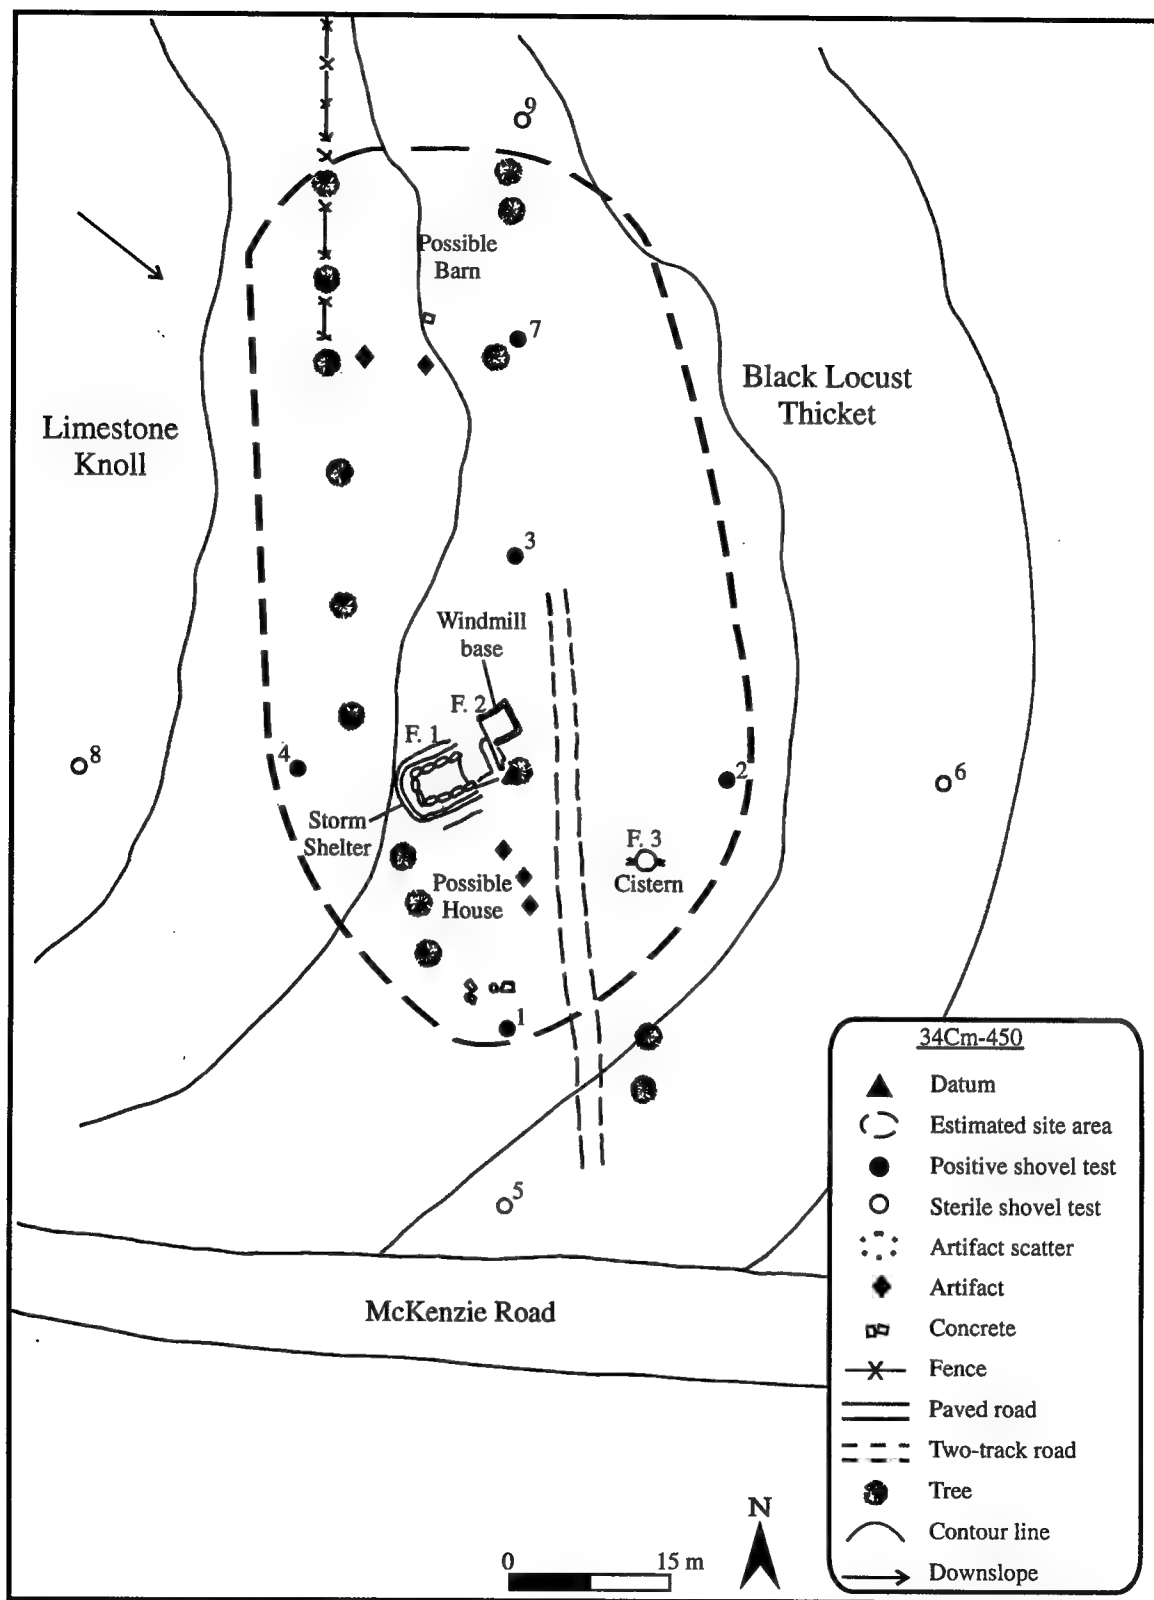 9
Possible
Barn
7
Black Locust
Thicket
Limestone
Knoll
3
Windmill
base
F. 2
F. 1
8
4
2
6
Storm
Shelter
F. 3
Cistern
Possible
House
1
5
McKenzie Road
34Cm-450
Datum
Estimated site area
Positive shovel test
Sterile shovel test
Artifact scatter
Artifact
Concrete
Fence
Paved road
Two-track road
Tree
Contour line
Downslope
N
0 15 m